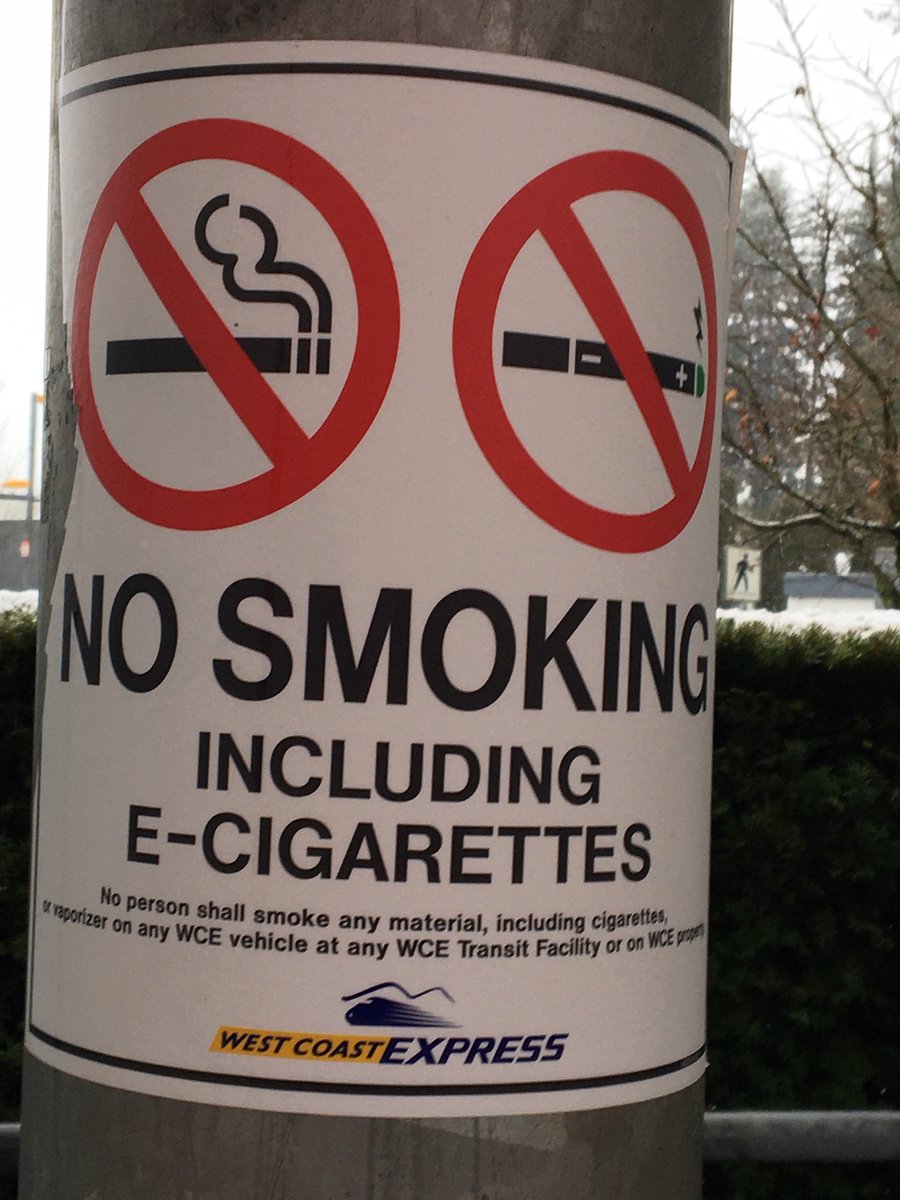 NO SMOKING
INCLUDING
E-CIGARETTES
No person shall smoke any material, including cigarettes,
or vaporizer on any WCE vehicle at any WCE Transit Facility or on WCE property.
WEST COAST EXPRESS